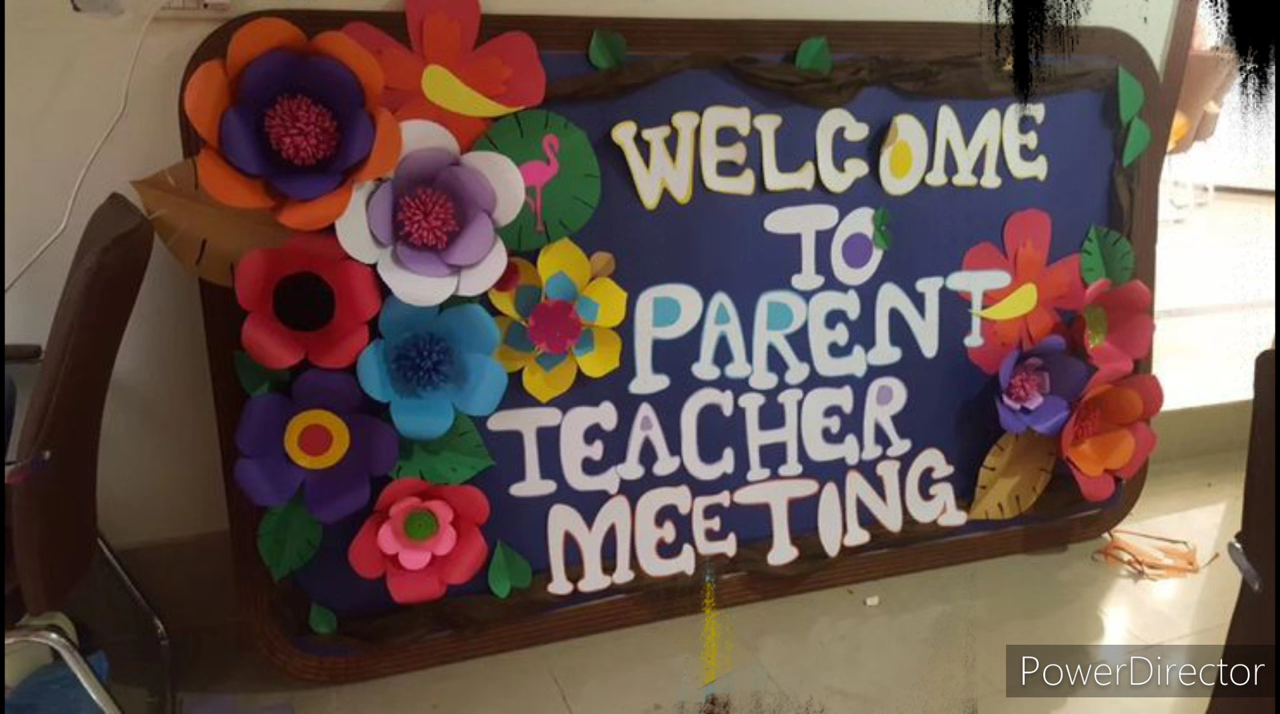 WELCOME
TO
PARENT
TEACHER
MEETING
PowerDirector